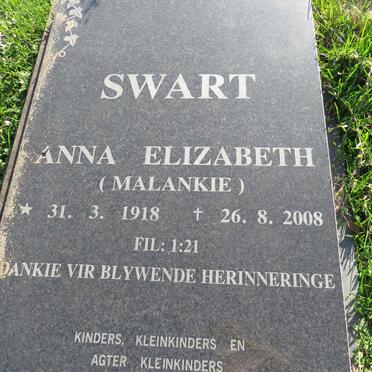 SWART
ANNA ELIZABETH
( MALANKIE )
★ 31. 3. 1918 † 26. 8. 2008
FIL: 1:21
DANKIE VIR BLYWENDE HERINNERINGE
KINDERS, KLEINKINDERS EN
AGTER KLEINKINDERS